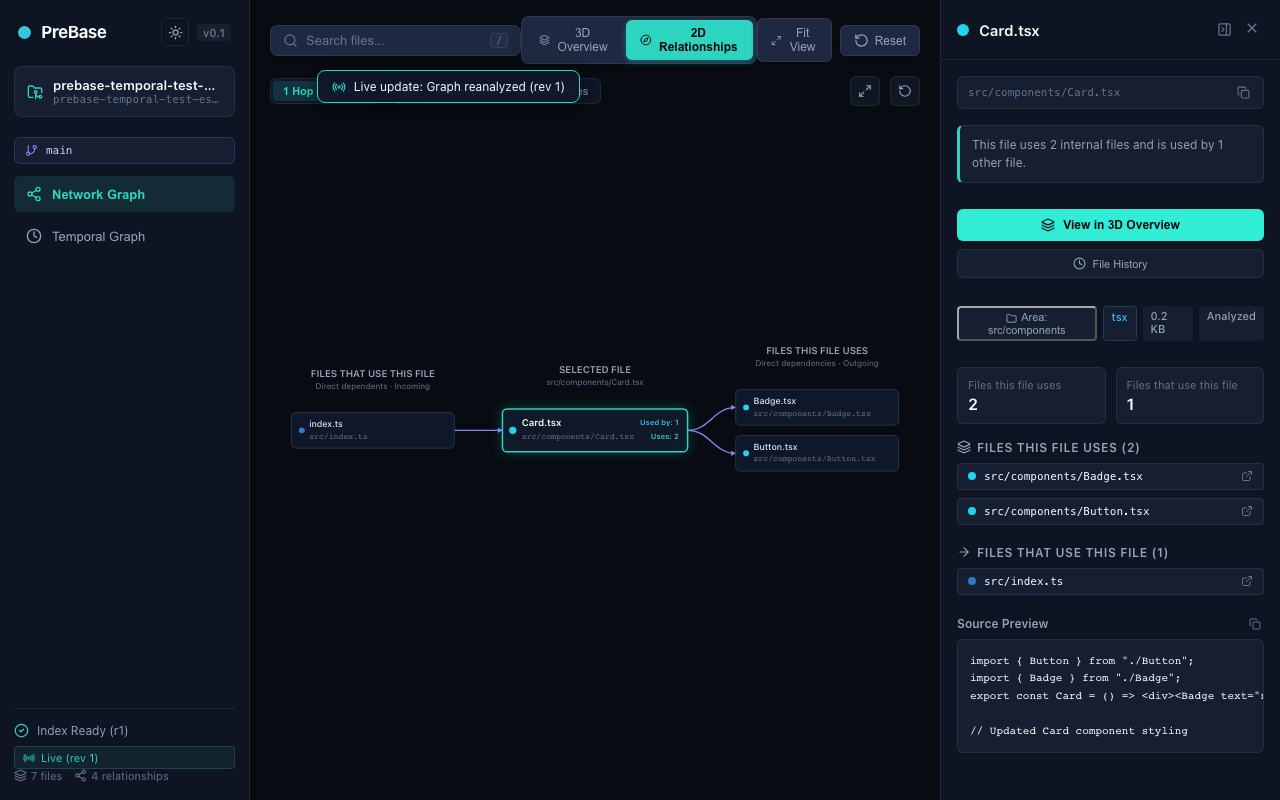 PreBase
v0.1
prebase-temporal-test-...
prebase-temporal-test-es...
main
Network Graph
Temporal Graph
Index Ready (r1)
Live (rev 1)
7 files
4 relationships
Search files...
/
3D Overview
2D Relationships
Fit View
Reset
1 Hop
Live update: Graph reanalyzed (rev 1)
FILES THAT USE THIS FILE
Direct dependents · Incoming
index.ts
src/index.ts
SELECTED FILE
src/components/Card.tsx
Card.tsx
Used by: 1
src/components/Card.tsx
Uses: 2
FILES THIS FILE USES
Direct dependencies · Outgoing
Badge.tsx
src/components/Badge.tsx
Button.tsx
src/components/Button.tsx
Card.tsx
src/components/Card.tsx
This file uses 2 internal files and is used by 1
other file.
View in 3D Overview
File History
Area:
src/components
tsx
0.2
KB
Analyzed
Files this file uses
2
Files that use this file
1
FILES THIS FILE USES (2)
src/components/Badge.tsx
src/components/Button.tsx
FILES THAT USE THIS FILE (1)
src/index.ts
Source Preview
import { Button } from "./Button";
import { Badge } from "./Badge";
export const Card = () => <div><Badge text="
// Updated Card component styling